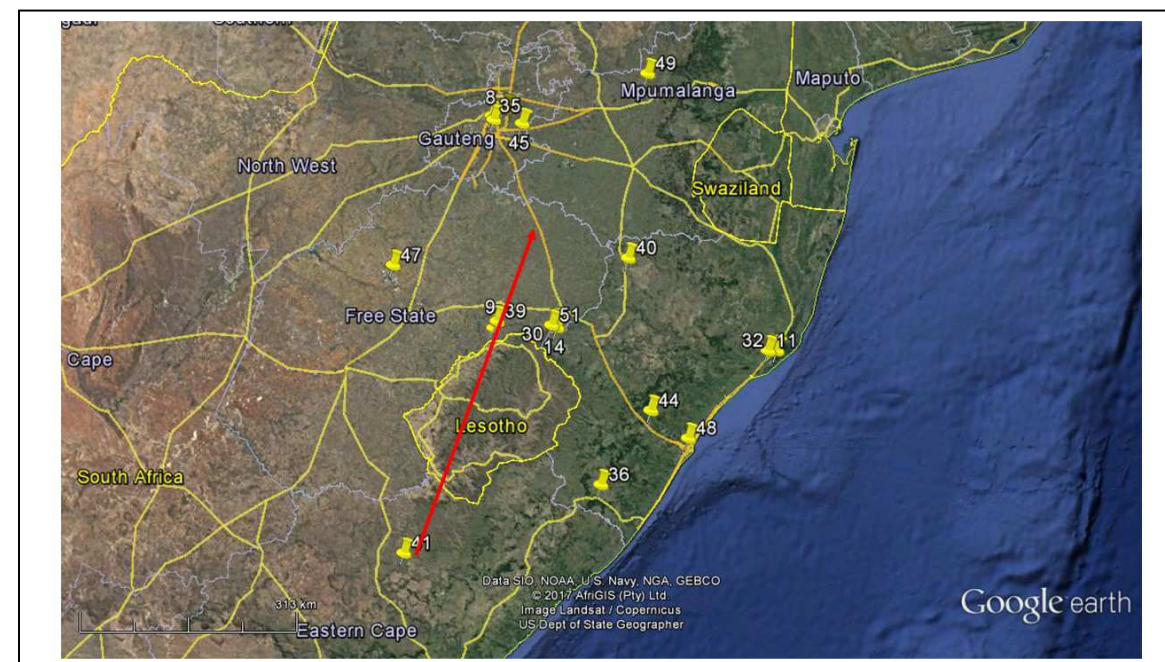 Southern
49
Maputo
Mpumalanga
8
35
Gauteng
45
North West
Swaziland
47
40
9
39
51
Free State
30
14
32
11
Cape
44
Lesotho
48
South Africa
36
41
Data SIO, NOAA, U.S. Navy, NGA, GEBCO
© 2017 AfriGIS (Pty) Ltd.
Image Landsat / Copernicus
US Dept of State Geographer
313 km
Eastern Cape
Google earth